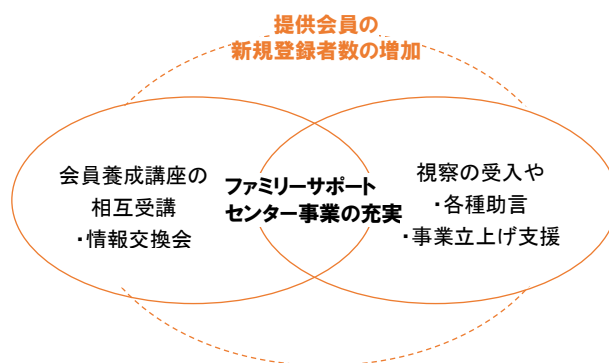 提供会員の
新規登録者数の増加
会員養成講座の
相互受講
・情報交換会
ファミリーサポート
センター事業の充実
視察の受入や
・各種助言
・事業立上げ支援